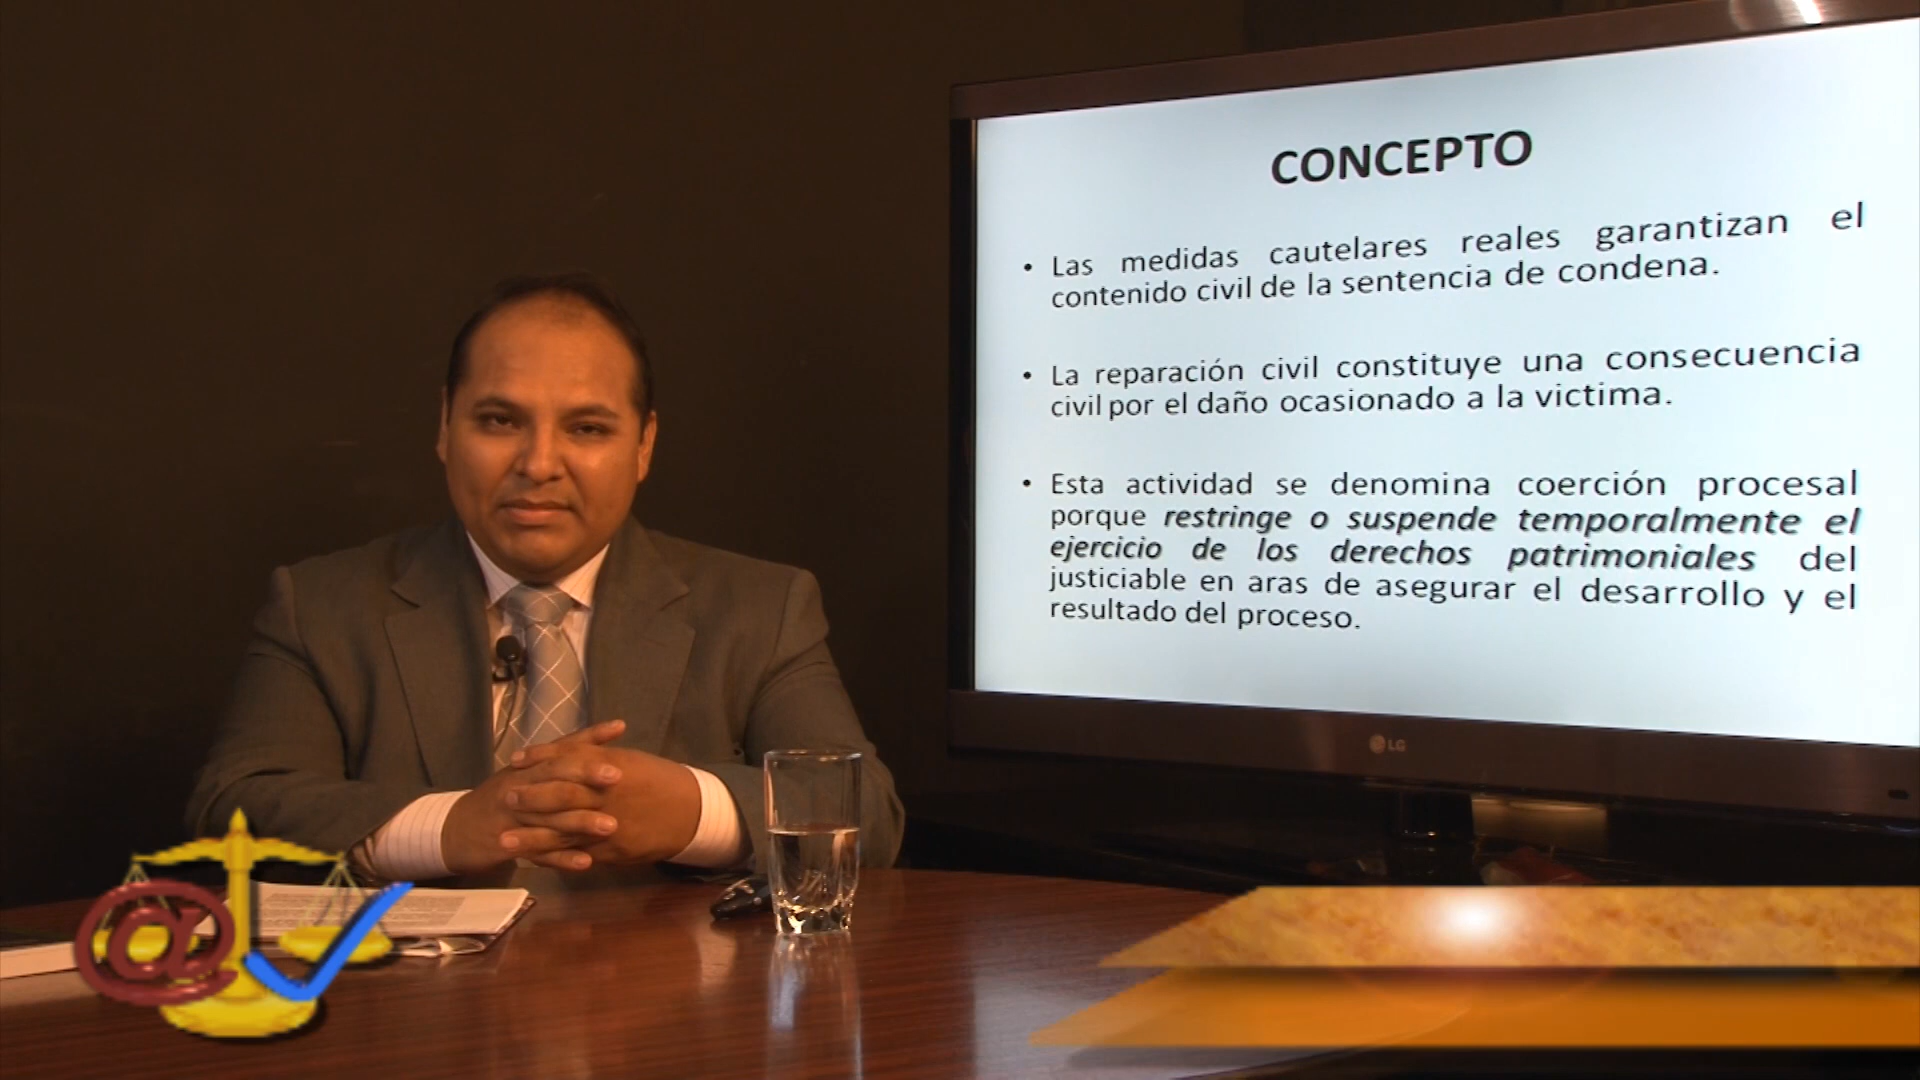 CONCEPTO
• Las medidas cautelares reales garantizan el
contenido civil de la sentencia de condena.
• La reparación civil constituye una consecuencia
civil por el daño ocasionado a la victima.
• Esta actividad se denomina coerción procesal
porque restringe o suspende temporalmente el
ejercicio de los derechos patrimoniales del
justiciable en aras de asegurar el desarrollo y el
resultado del proceso.
LG
@